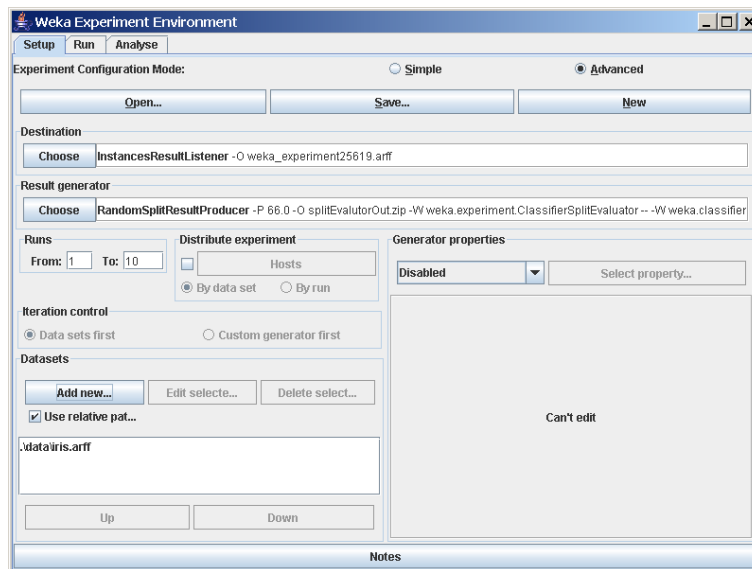 Weka Experiment Environment
Setup Run Analyse
Experiment Configuration Mode: Simple Advanced
Open... Save... New
Destination
Choose InstancesResultListener -O weka_experiment25619.arff
Result generator
Choose RandomSplitResultProducer -P 66.0 -O splitEvalutorOut.zip -W weka.experiment.ClassifierSplitEvaluator -- -W weka.classifier
Runs
From: 1 To: 10
Distribute experiment
Hosts
By data set By run
Generator properties
Disabled Select property...
Iteration control
Data sets first Custom generator first
Datasets
Add new... Edit selecte... Delete select...
Use relative pat...
.\data\iris.arff
Can't edit
Up Down
Notes